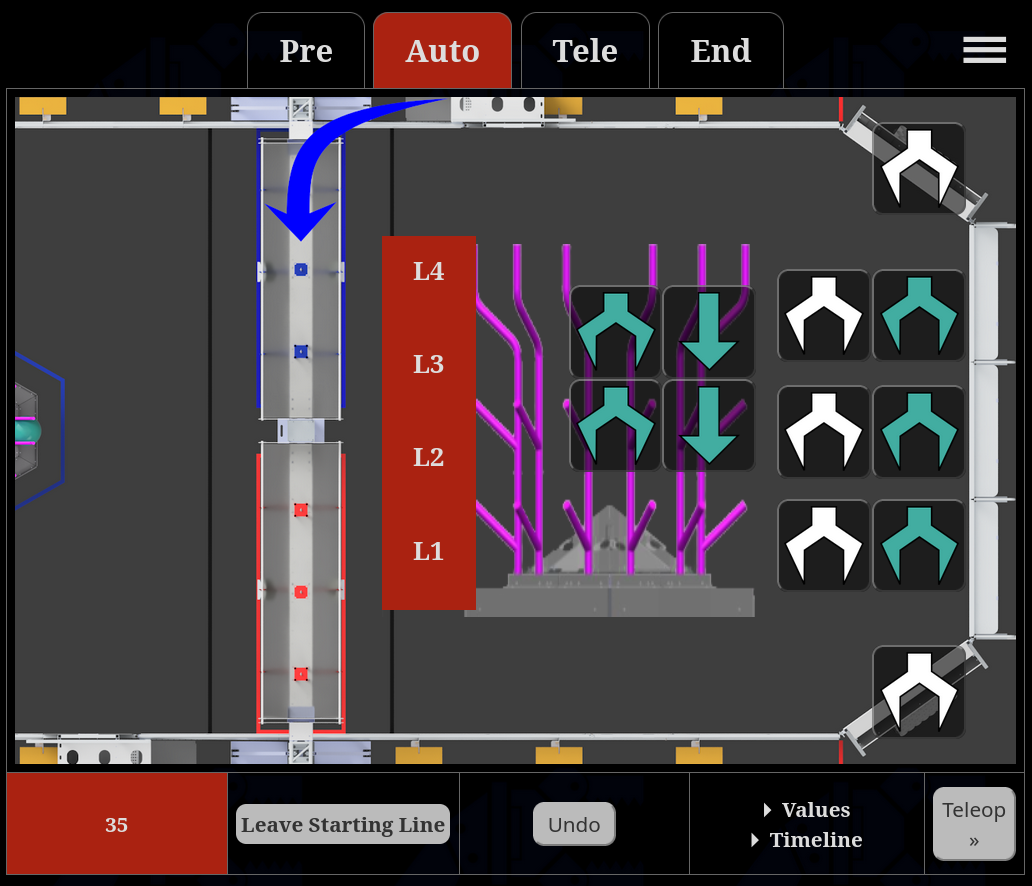 Pre
Auto
Tele
End
L4
L3
L2
L1
35
Leave Starting Line
Undo
Values
Timeline
Teleop
»